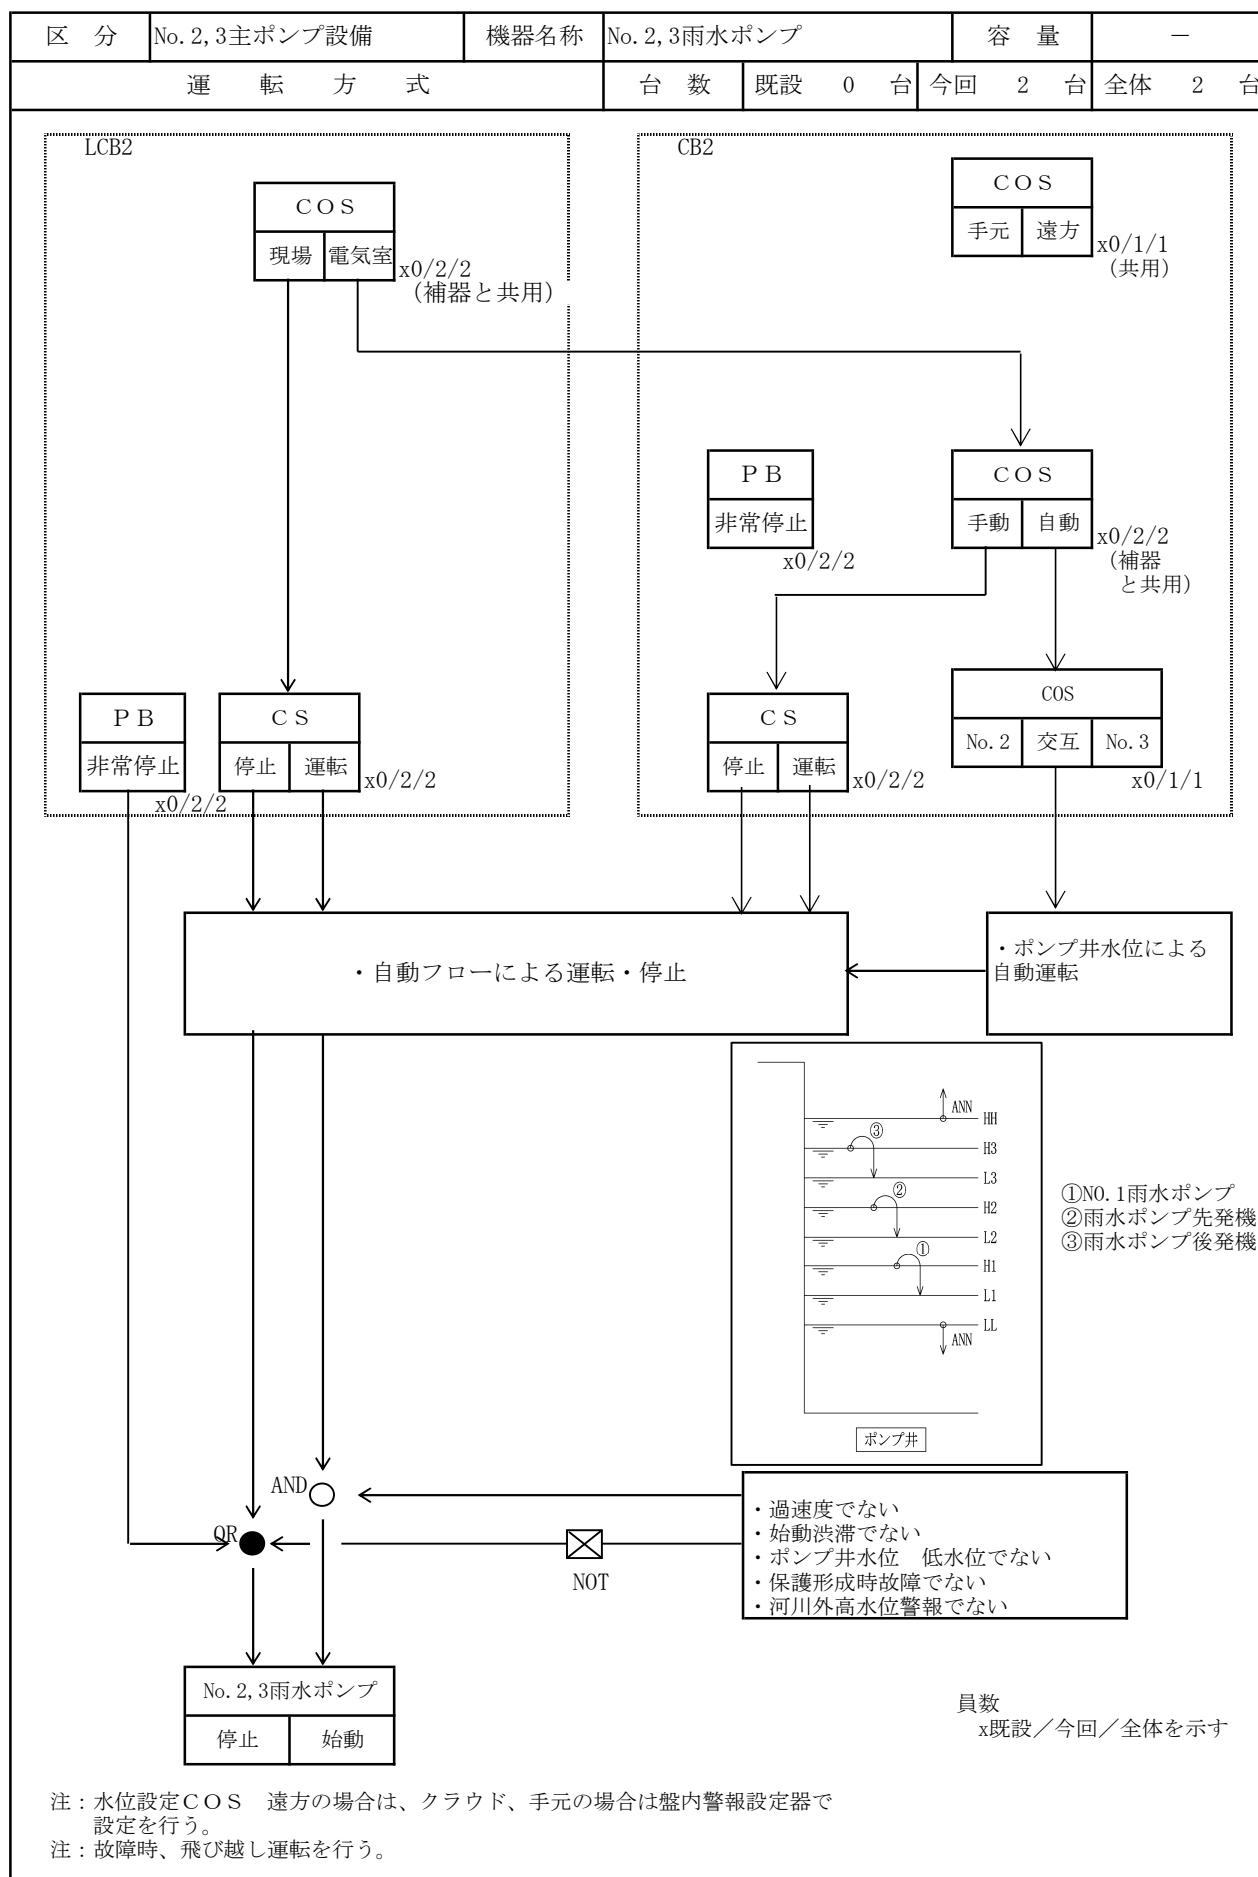 区　分　No.2,3主ポンプ設備　機器名称　No.2,3雨水ポンプ　容　量　－
運　転　方　式　台　数　既設　0　台　今回　2　台　全体　2　台
LCB2
CB2
ＣＯＳ
現場　電気室
x0/2/2
（補器と共用）
ＣＯＳ
手元　遠方
x0/1/1
（共用）
ＰＢ
非常停止
x0/2/2
ＣＯＳ
手動　自動
x0/2/2
（補器
と共用）
ＰＢ
非常停止
x0/2/2
ＣＳ
停止　運転
x0/2/2
ＣＳ
停止　運転
x0/2/2
COS
No.2　交互　No.3
x0/1/1
・自動フローによる運転・停止
・ポンプ井水位による
自動運転
ANN
HH
③
H3
L3
②
H2
L2
①
H1
L1
LL
ANN
ポンプ井
①NO.1雨水ポンプ
②雨水ポンプ先発機
③雨水ポンプ後発機
AND
OR
NOT
・過速度でない
・始動渋滞でない
・ポンプ井水位　低水位でない
・保護形成時故障でない
・河川外高水位警報でない
No.2,3雨水ポンプ
停止　始動
員数
x既設／今回／全体を示す
注：水位設定ＣＯＳ　遠方の場合は、クラウド、手元の場合は盤内警報設定器で
設定を行う。
注：故障時、飛び越し運転を行う。